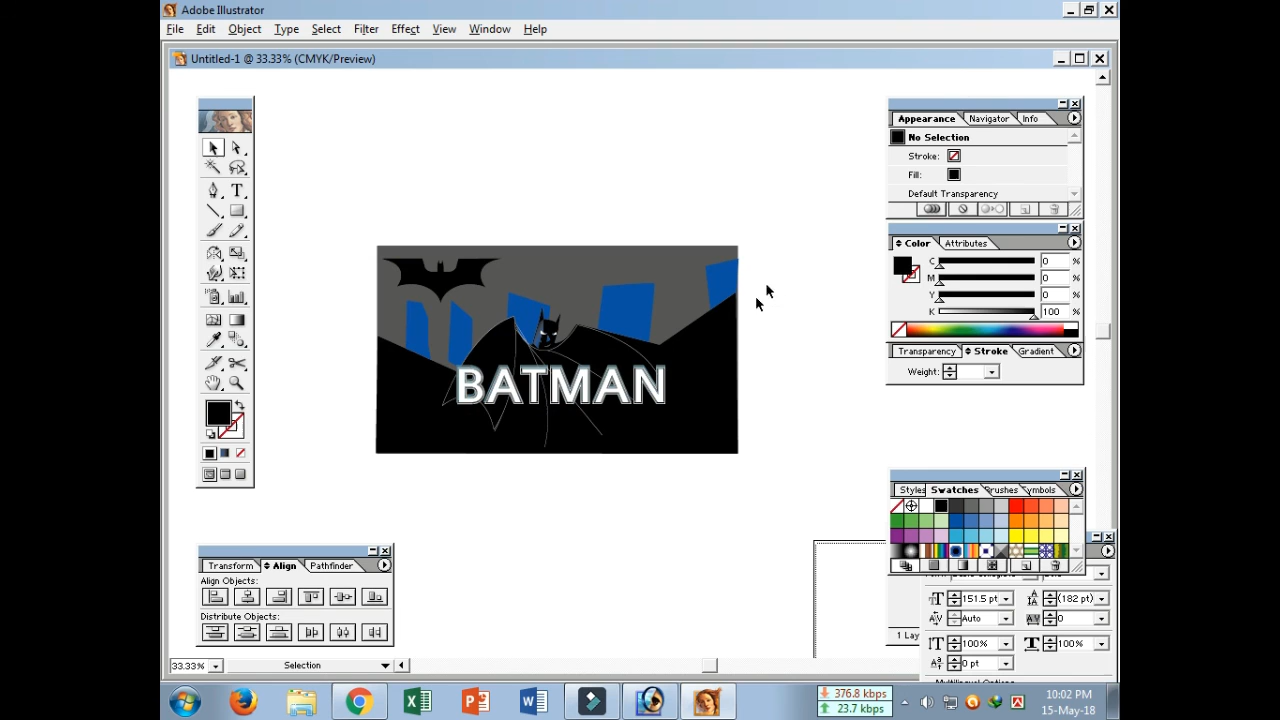 Adobe Illustrator
File Edit Object Type Select Filter Effect View Window Help
Untitled-1 @ 33.33% (CMYK/Preview)
Appearance Navigator Info
No Selection
Stroke:
Fill:
Default Transparency
Color Attributes
C 0 %
M 0 %
Y 0 %
K 100 %
Transparency Stroke Gradient
Weight:
BATMAN
Styles Swatches Brushes Symbols
Transform Align Pathfinder
Align Objects:
Distribute Objects:
151.5 pt (182 pt)
Auto 0
1 Lay
100% 100%
0 pt
33.33% Selection
376.8 kbps
23.7 kbps
10:02 PM
15-May-18